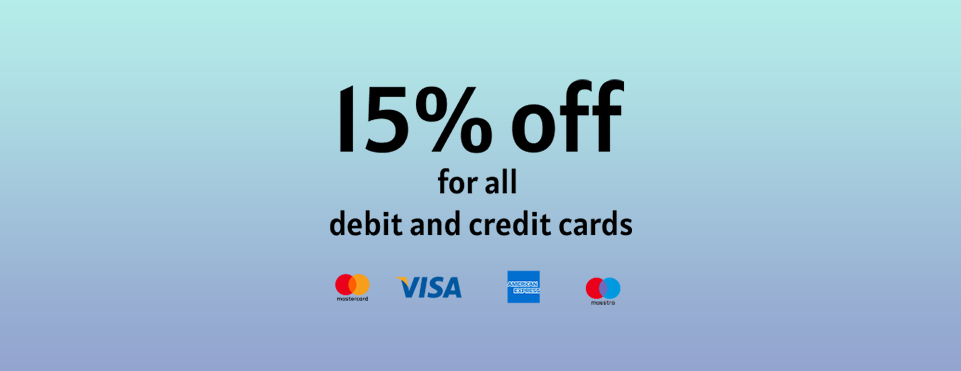 15% off
for all
debit and credit cards
mastercard VISA AMERICAN EXPRESS maestro